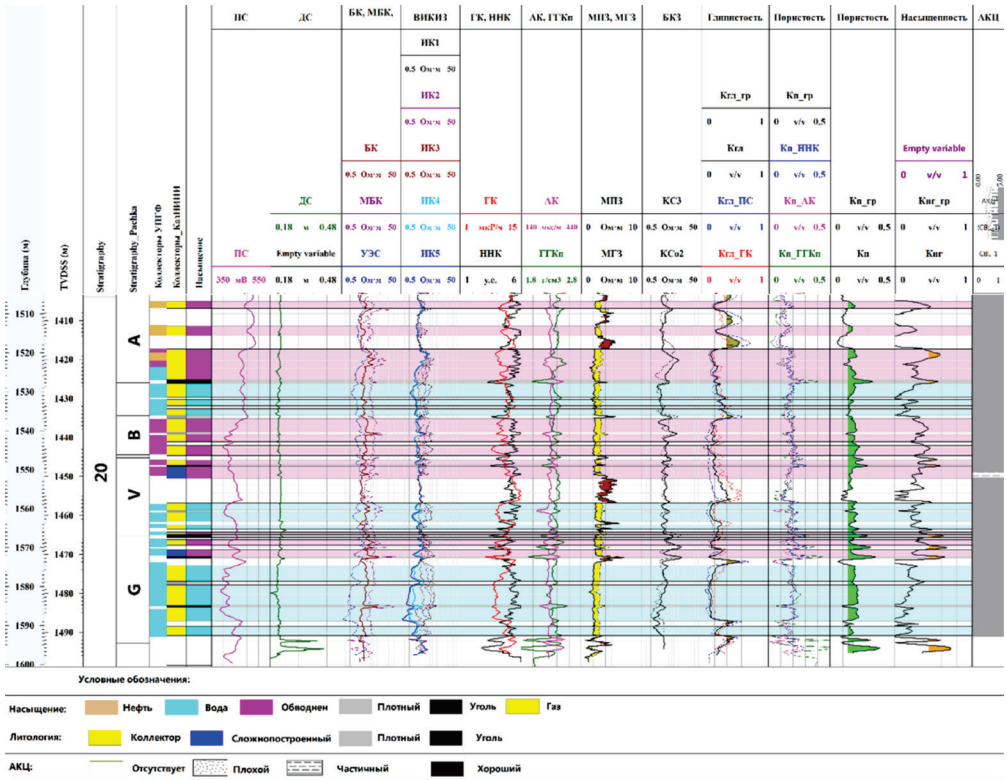 ПС ДС БК, МБК, ВИКИЗ ГК, ННК АК, ГГКп МПЗ, МГЗ БКЗ Глинистость Пористость Пористость Насыщенность АКЦ
ИК1
0.5 Ом·м 50
ИК2
0.5 Ом·м 50
Кгл_гр Кп_гр
0 1 0 v/v 0,5
БК ИК3 Кгл Кп_ННК Empty variable
0.5 Ом·м 50 0.5 Ом·м 50 0 v/v 1 0 v/v 0,5 0 v/v 1
ДС МБК ИК4 ГК АК МПЗ КС3 Кгл_ПС Кп_АК Кп_гр Кнг_гр
0,18 м 0,48 0.5 Ом·м 50 0.5 Ом·м 50 1 мкР/ч 15 140 мкс/м 440 0 Ом·м 10 0.5 Ом·м 50 0 v/v 1 0 v/v 0,5 0 v/v 0,5 0 v/v 1
ПС Empty variable УЭС ИК5 ННК ГГКп МГЗ КСо2 Кгл_ГК Кп_ГГКп Кп Кнг СВL 1
350 мВ 550 0.18 м 0.48 0.5 Ом·м 50 0.5 Ом·м 50 1 у.е. 6 1.8 г/см3 2.8 0 Ом·м 10 0.5 Ом·м 50 0 v/v 1 0 v/v 0.5 0 v/v 0,5 0 v/v 1 0 1
0.00
5.00
Глубина (м)
TVDSS (м)
Stratigraphy
Stratigraphy_Pachka
Коллекторы УПГФ
Коллекторы_КазНИПИ
Насыщение
1510
1410
A
1520
1420
1530
1430
1540
B
1440
1550
1450
20
V
1560
1460
1570
1470
1580
G
1480
1590
1490
1600
Условные обозначения:
Насыщение: Нефть Вода Обводнен Плотный Уголь Газ
Литология: Коллектор Сложнопостроенный Плотный Уголь
АКЦ: Отсутствует Плохой Частичный Хороший